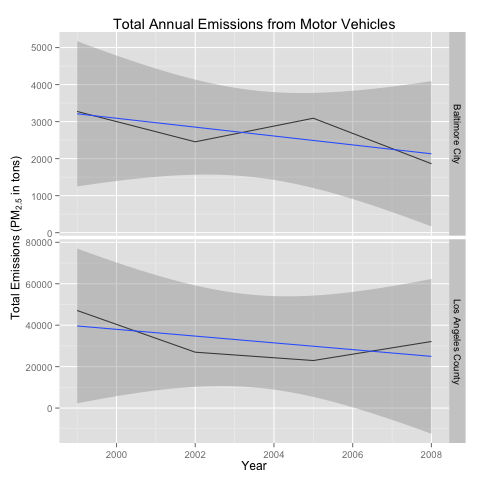 Total Annual Emissions from Motor Vehicles
Total Emissions (PM2.5 in tons)
5000
4000
3000
2000
1000
0
Baltimore City
80000
60000
40000
20000
0
Los Angeles County
2000 2002 2004 2006 2008
Year